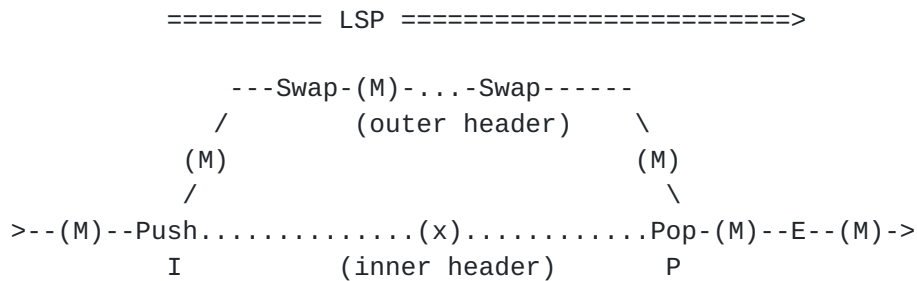 ========== LSP =========================>
---Swap-(M)-...-Swap------
/ (outer header) \
(M) (M)
/ \
>--(M)--Push..............(x)............Pop-(M)--E--(M)->
I (inner header) P